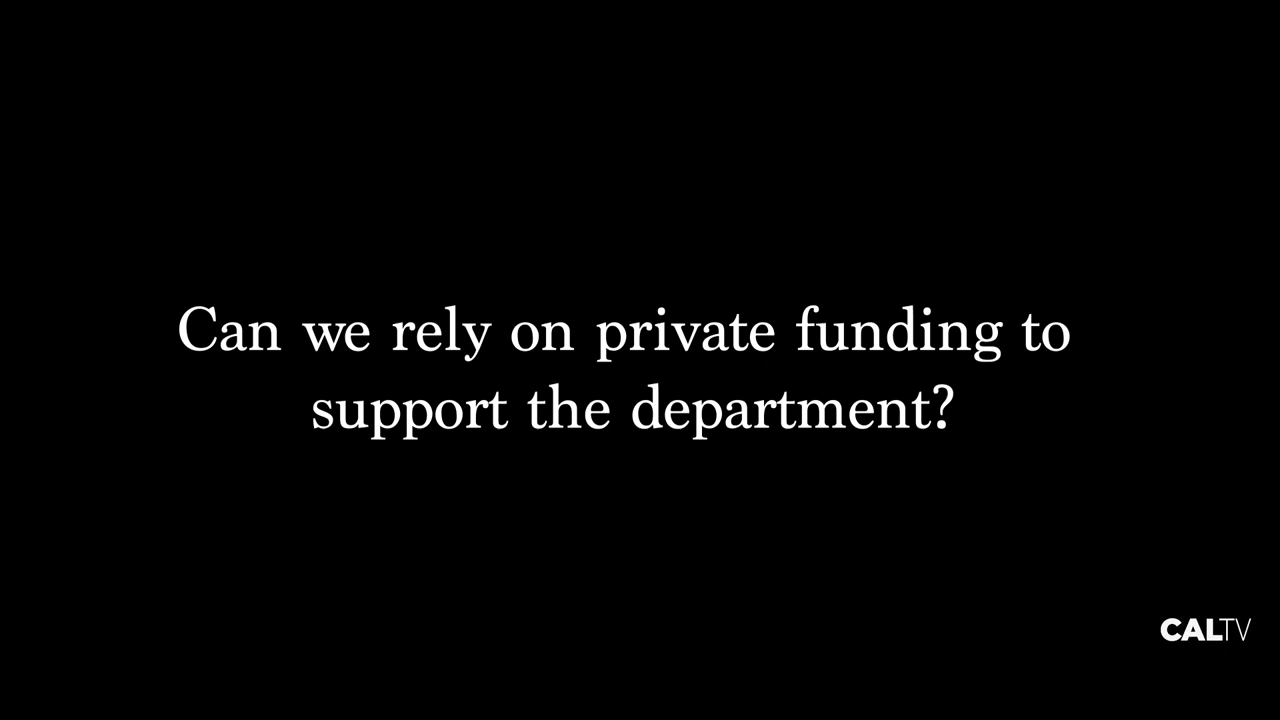 Can we rely on private funding to
support the department?
CALTV